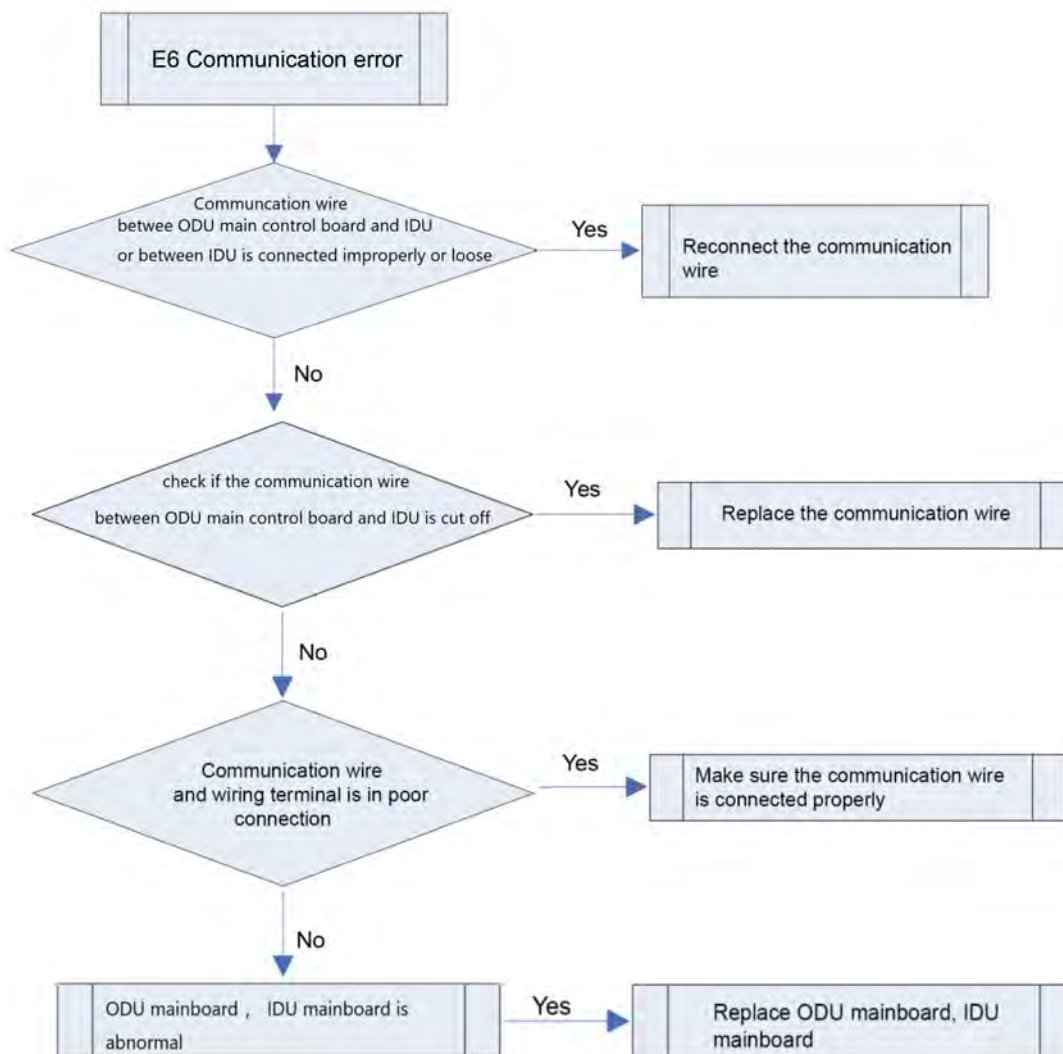 E6 Communication error
Communcation wire
betwee ODU main control board and IDU
or between IDU is connected improperly or loose
Yes
Reconnect the communication
wire
No
check if the communication wire
between ODU main control board and IDU is cut off
Yes
Replace the communication wire
No
Communication wire
and wiring terminal is in poor
connection
Yes
Make sure the communication wire
is connected properly
No
ODU mainboard， IDU mainboard is
abnormal
Yes
Replace ODU mainboard, IDU
mainboard